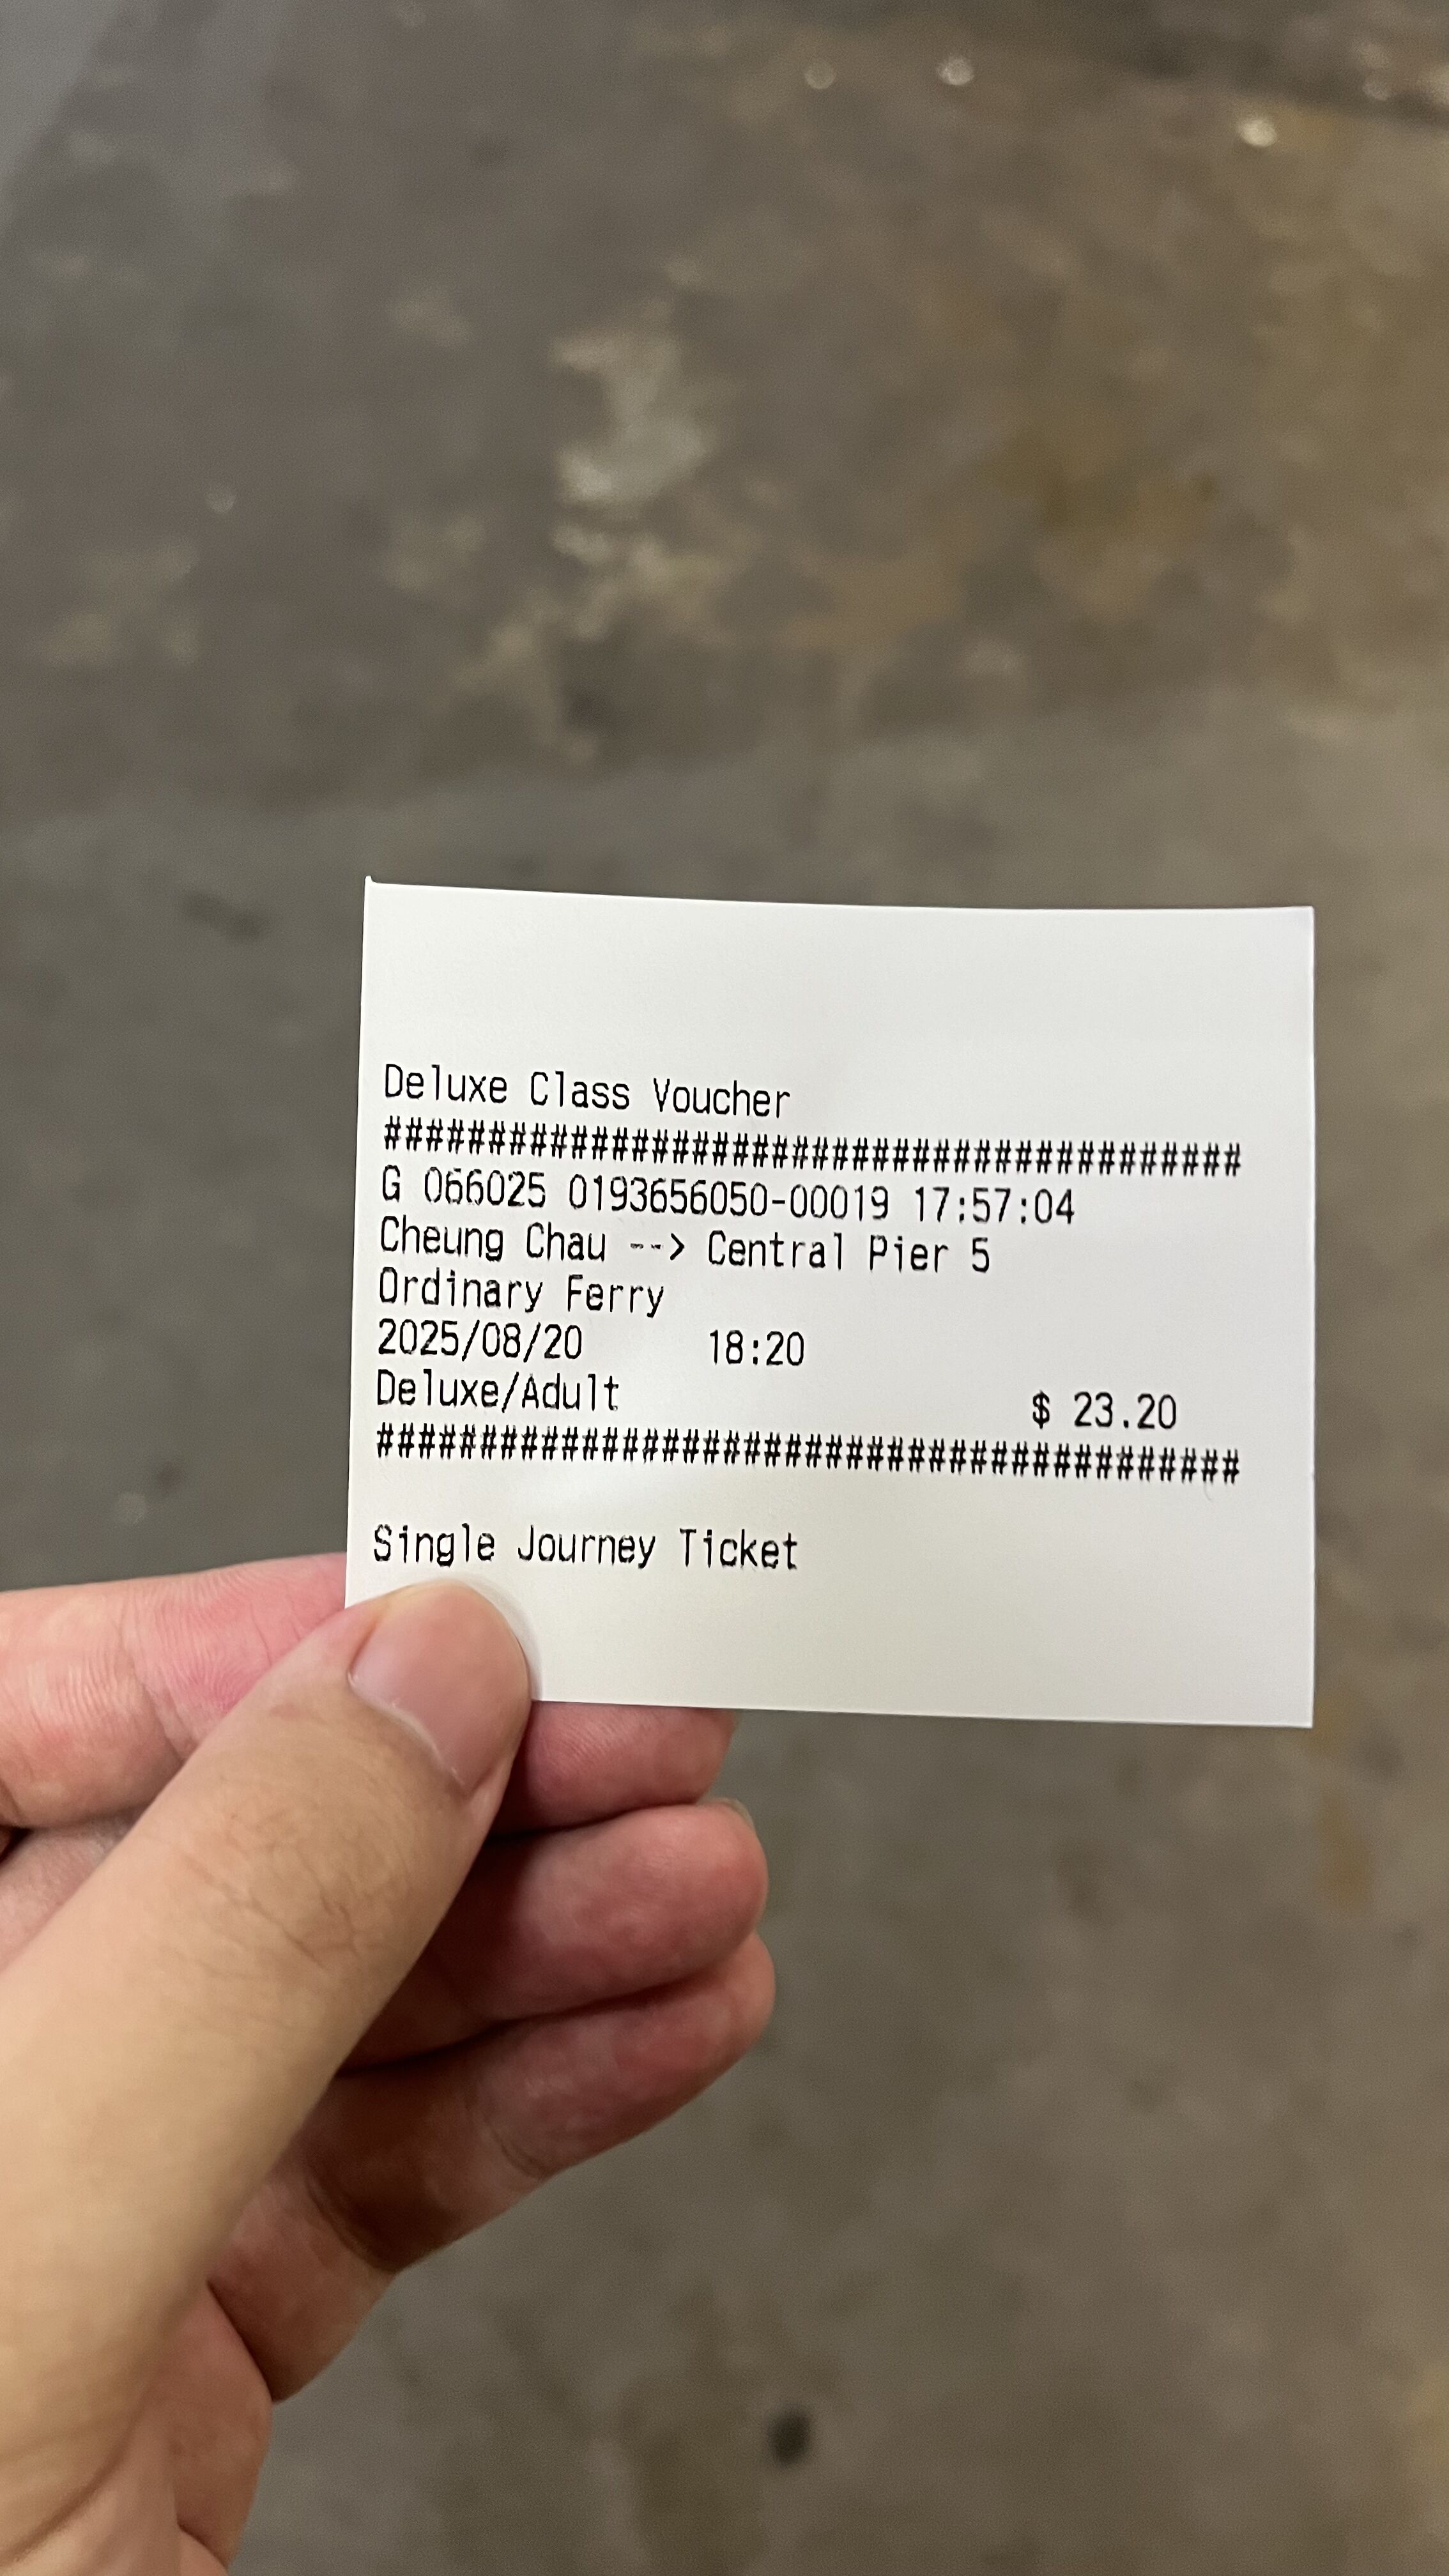 Deluxe Class Voucher
##########################################
G 066025 0193656050-00019 17:57:04
Cheung Chau --> Central Pier 5
Ordinary Ferry
2025/08/20 18:20
Deluxe/Adult $ 23.20
##########################################
Single Journey Ticket